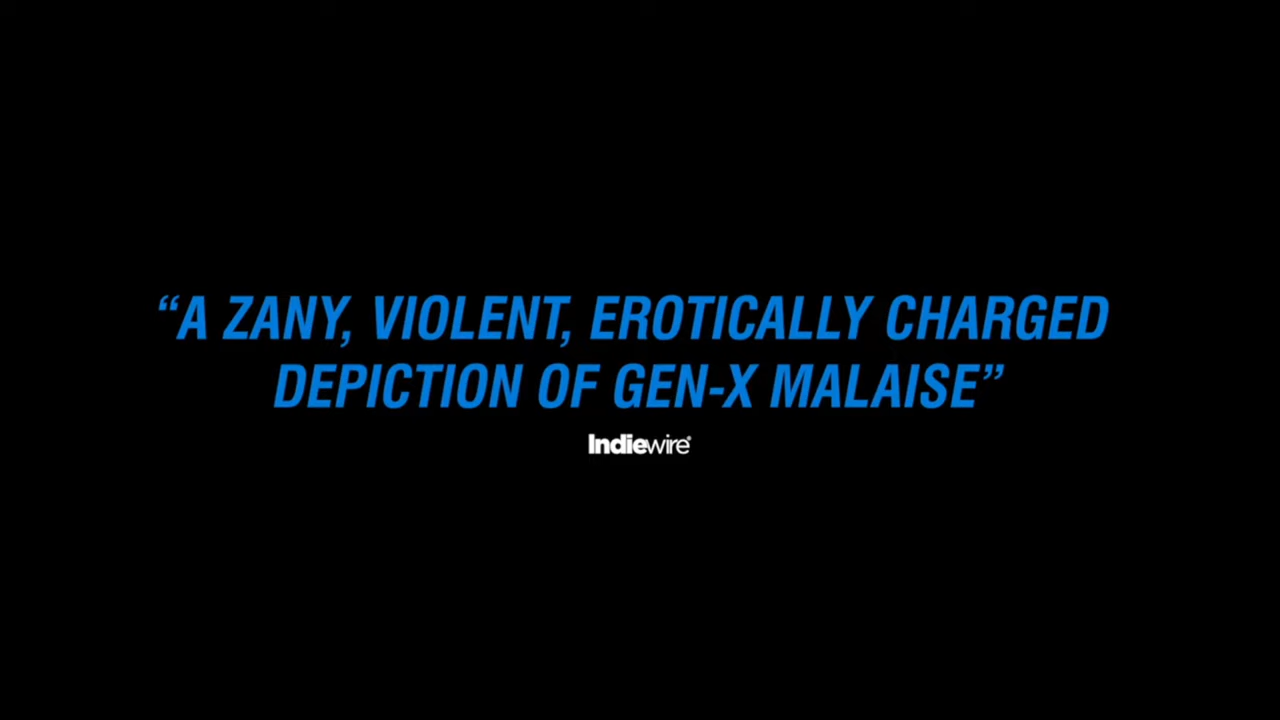 “A ZANY, VIOLENT, EROTICALLY CHARGED
DEPICTION OF GEN-X MALAISE”
Indiewire